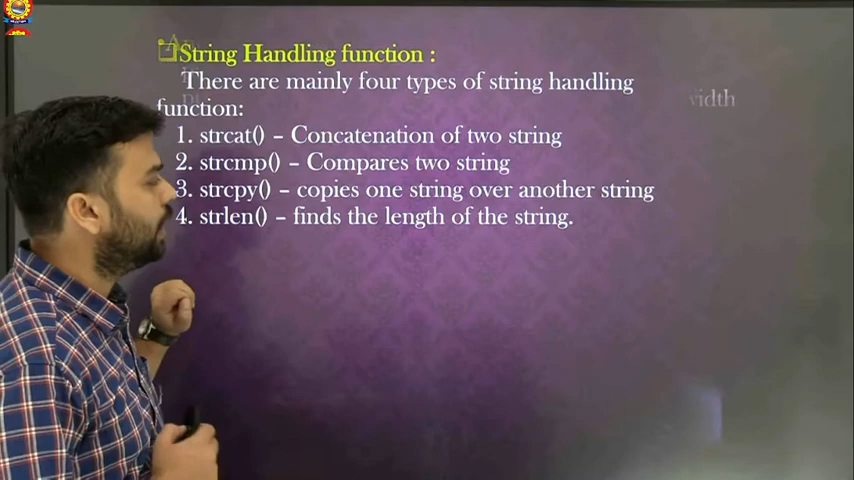 String Handling function :
There are mainly four types of string handling
function:
1. strcat() – Concatenation of two string
2. strcmp() – Compares two string
3. strcpy() – copies one string over another string
4. strlen() – finds the length of the string.
width